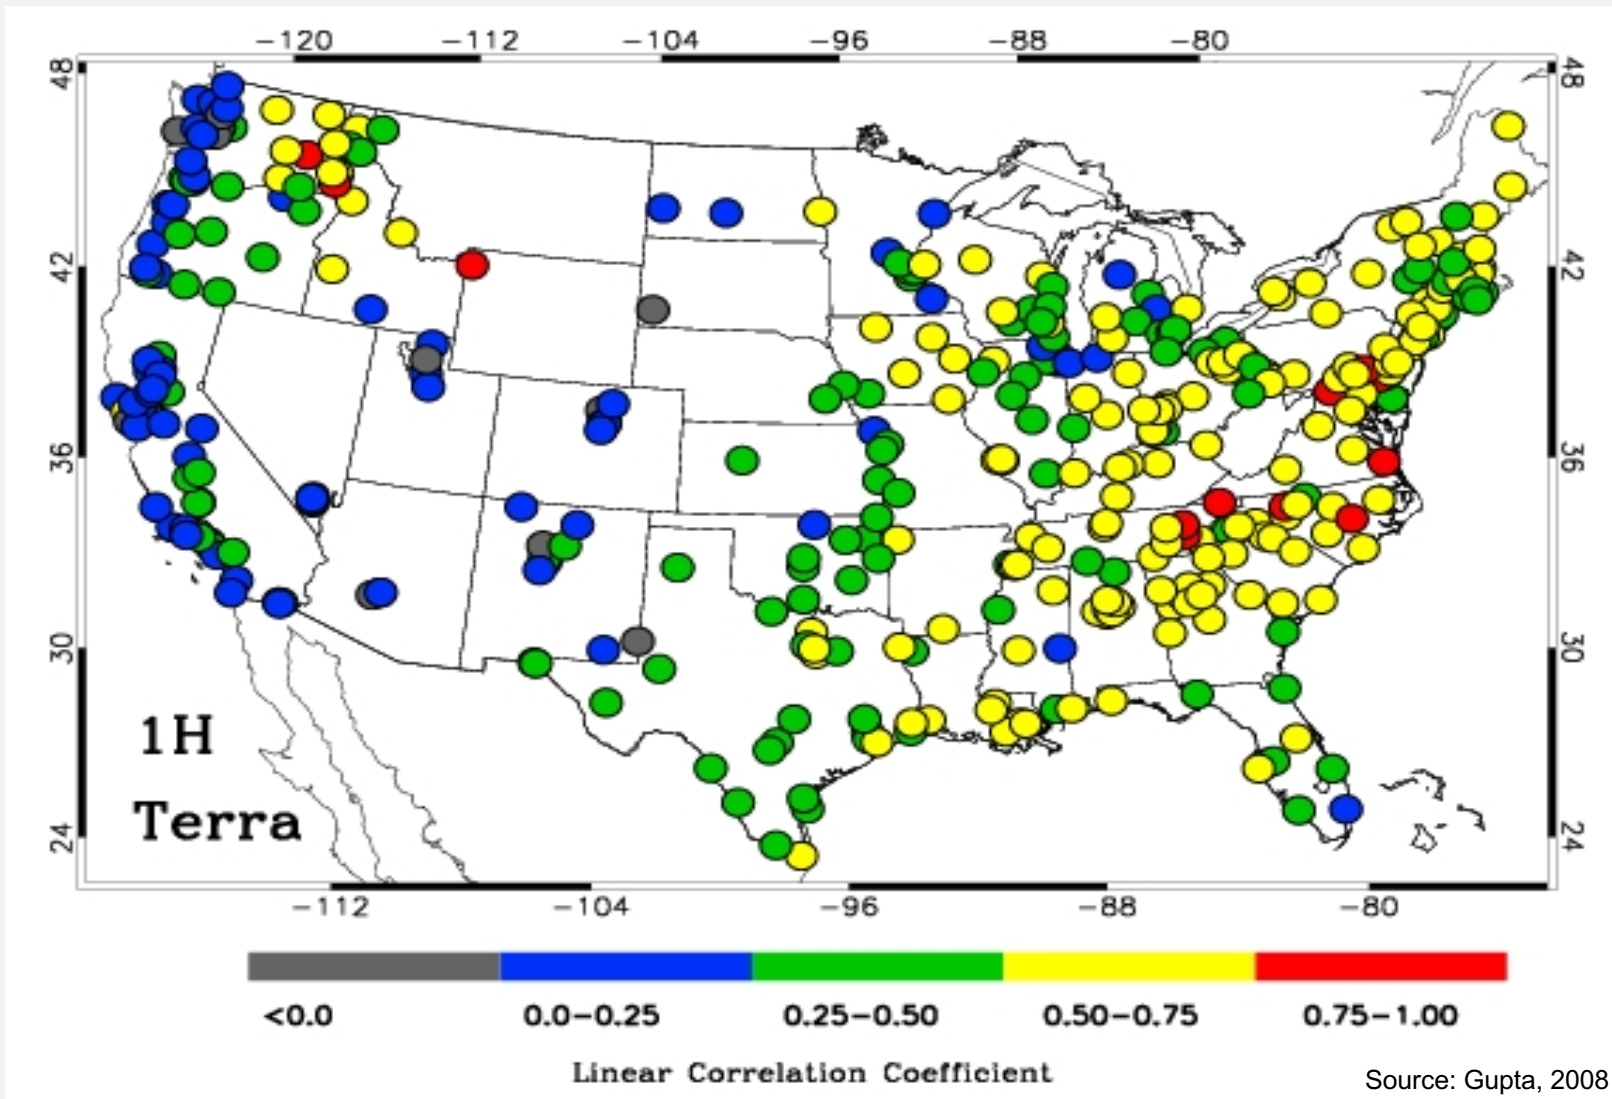 −120 −112 −104 −96 −88 −80
48 48
42 42
36 36
30 30
24 24
1H
Terra
−112 −104 −96 −88 −80
<0.0 0.0−0.25 0.25−0.50 0.50−0.75 0.75−1.00
Linear Correlation Coefficient
Source: Gupta, 2008